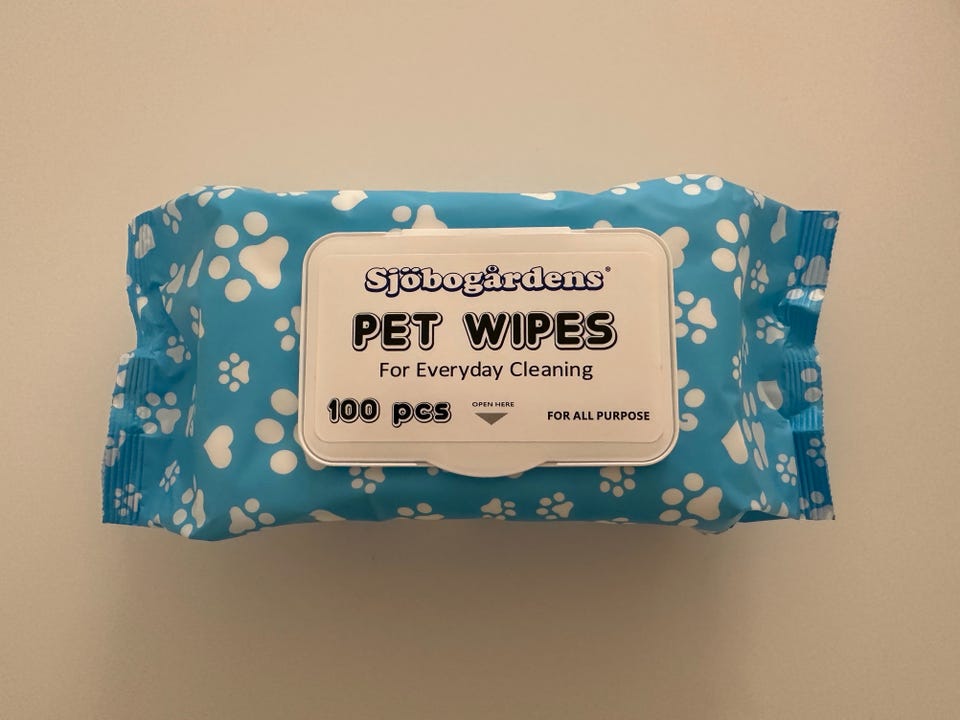 Sjöbogårdens®
PET WIPES
For Everyday Cleaning
100 pcs
OPEN HERE
FOR ALL PURPOSE